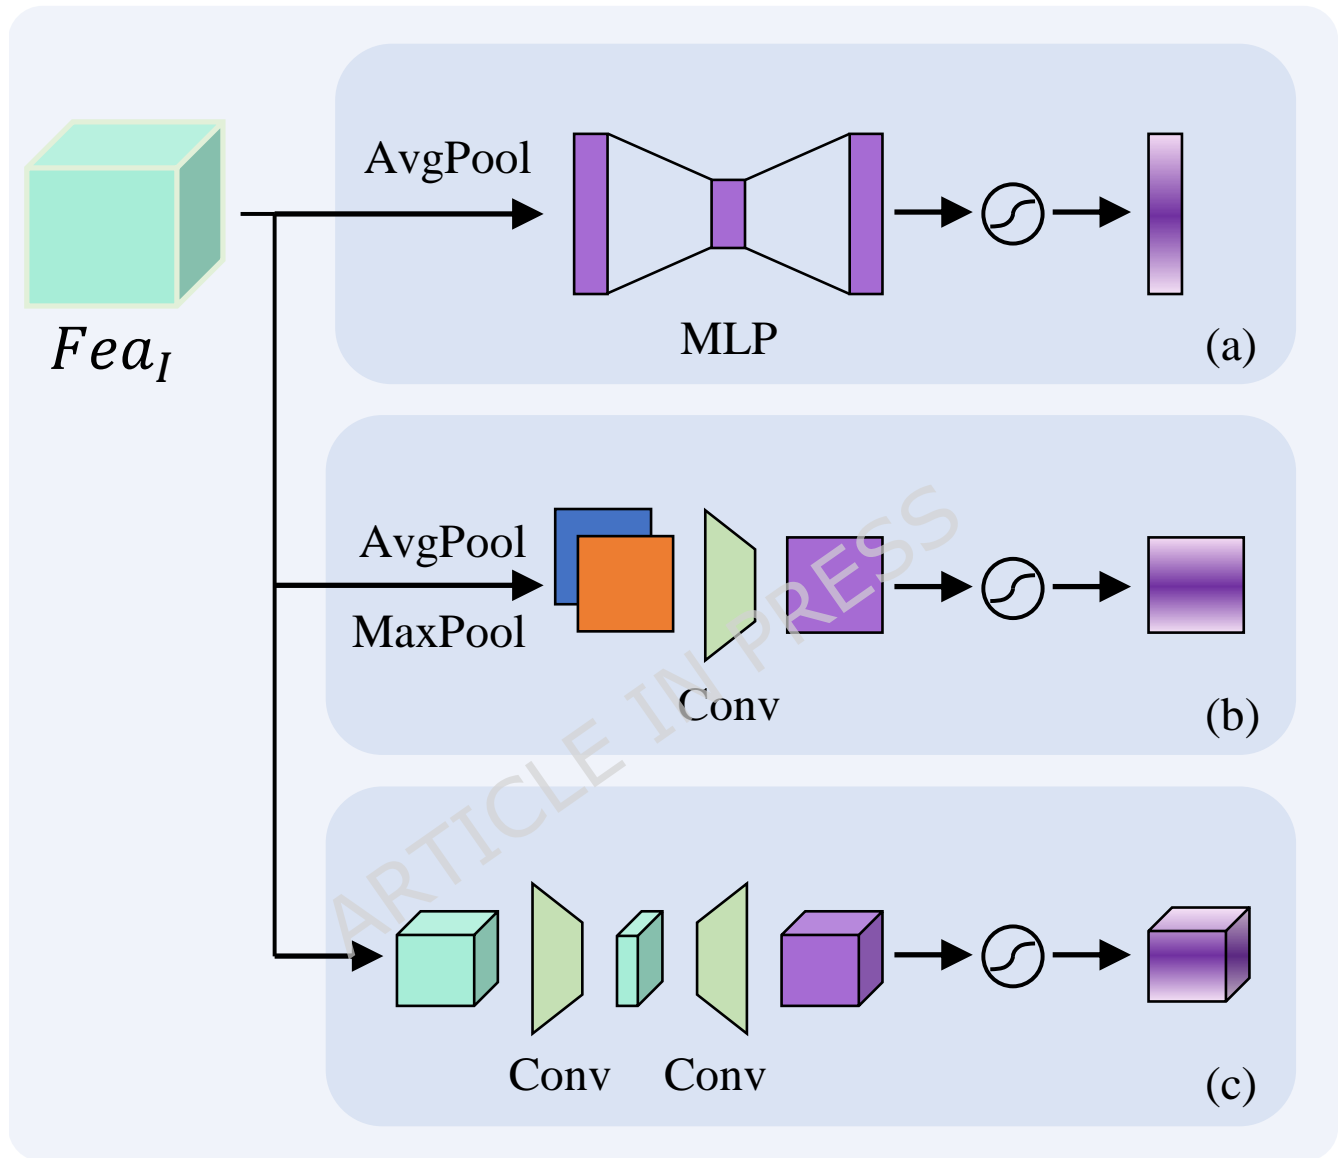 Fea_I
AvgPool
MLP
(a)
AvgPool
MaxPool
Conv
(b)
Conv Conv
(c)
ARTICLE IN PRESS